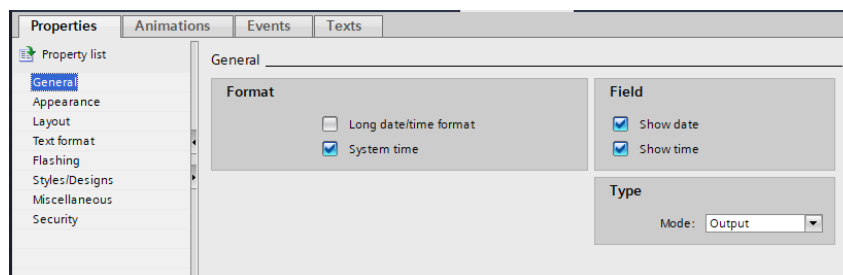 Properties
Animations
Events
Texts
Property list
General
Appearance
Layout
Text format
Flashing
Styles/Designs
Miscellaneous
Security
General
Format
Long date/time format
System time
Field
Show date
Show time
Type
Mode: Output